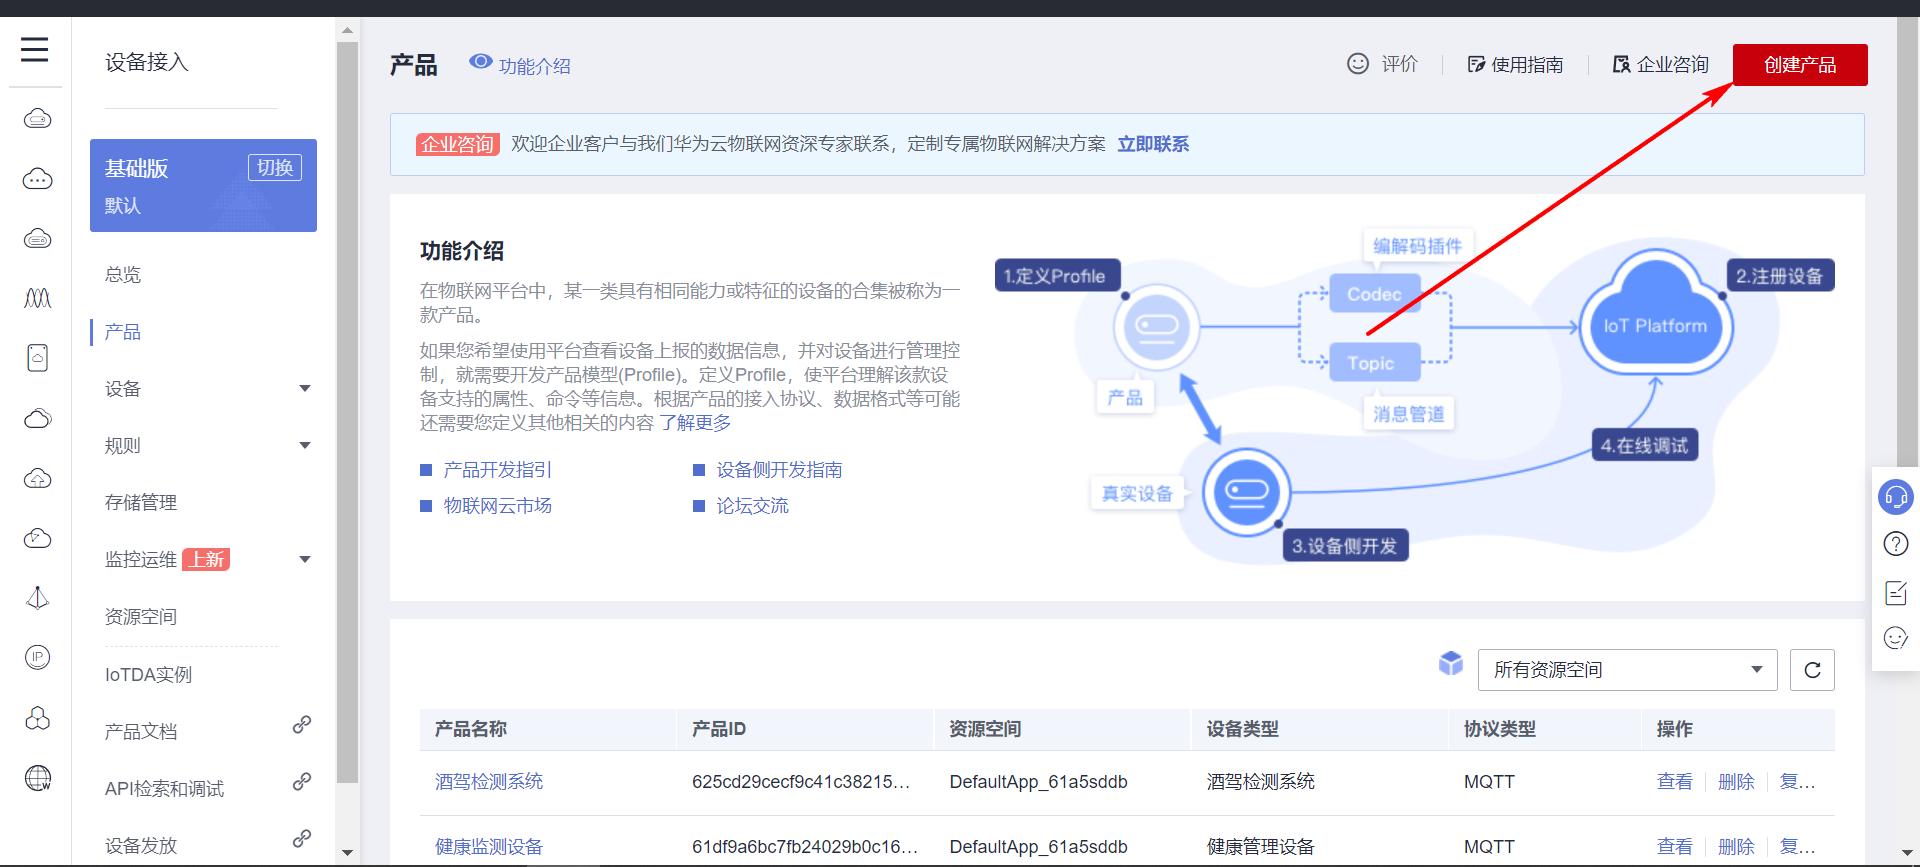 设备接入
基础版
切换
默认
总览
产品
设备
规则
存储管理
监控运维 上新
资源空间
IoTDA实例
产品文档
API检索和调试
设备发放
产品 功能介绍
评价
使用指南
企业咨询
创建产品
企业咨询 欢迎企业客户与我们华为云物联网资深专家联系，定制专属物联网解决方案 立即联系
功能介绍
在物联网平台中，某一类具有相同能力或特征的设备的合集被称为一
款产品。
如果您希望使用平台查看设备上报的数据信息，并对设备进行管理控
制，就需要开发产品模型(Profile)。定义Profile，使平台理解该款设
备支持的属性、命令等信息。根据产品的接入协议、数据格式等可能
还需要您定义其他相关的内容 了解更多
产品开发指引
设备侧开发指南
物联网云市场
论坛交流
编解码插件
1.定义Profile
Codec
2.注册设备
IoT Platform
Topic
产品
消息管道
4.在线调试
真实设备
3.设备侧开发
所有资源空间
产品名称 产品ID 资源空间 设备类型 协议类型 操作
酒驾检测系统 625cd29cecf9c41c38215... DefaultApp_61a5sddb 酒驾检测系统 MQTT 查看 删除 复...
健康监测设备 61df9a6bc7fb24029b0c16... DefaultApp_61a5sddb 健康管理设备 MQTT 查看 删除 复...
IP
W